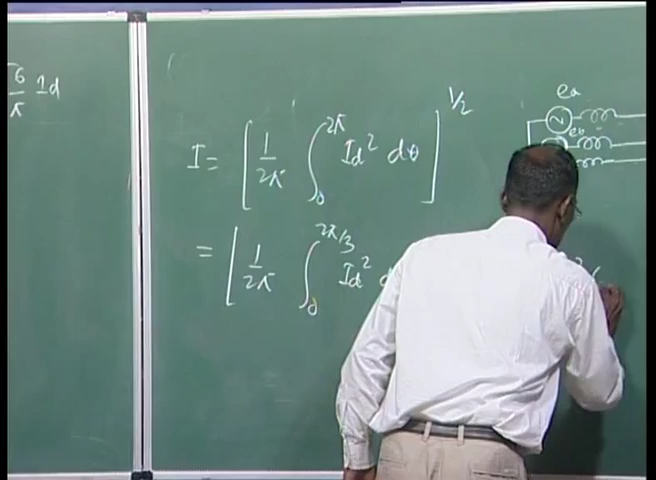 √6/π Id
I = [ 1/2π ∫₀^2π Id² dθ ]^1/2
= [ 1/2π ∫₀^2π/3 Id² d
ea
eb